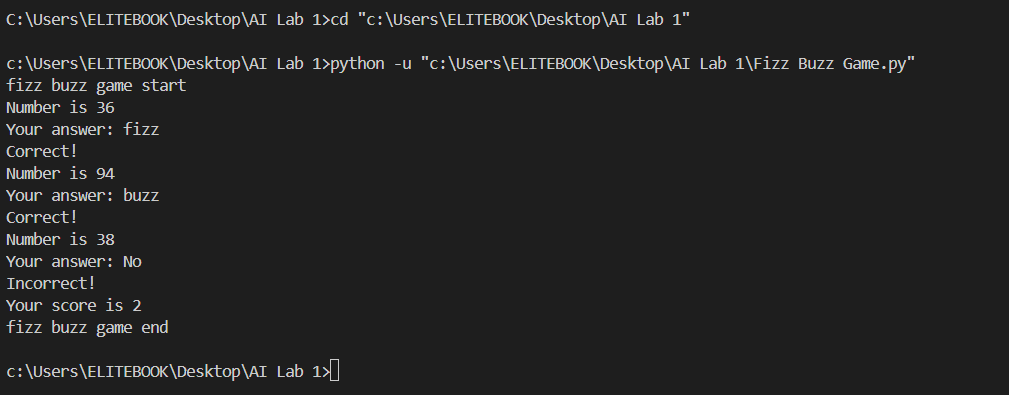 C:\Users\ELITEBOOK\Desktop\AI Lab 1>cd "c:\Users\ELITEBOOK\Desktop\AI Lab 1"
c:\Users\ELITEBOOK\Desktop\AI Lab 1>python -u "c:\Users\ELITEBOOK\Desktop\AI Lab 1\Fizz Buzz Game.py"
fizz buzz game start
Number is 36
Your answer: fizz
Correct!
Number is 94
Your answer: buzz
Correct!
Number is 38
Your answer: No
Incorrect!
Your score is 2
fizz buzz game end
c:\Users\ELITEBOOK\Desktop\AI Lab 1>